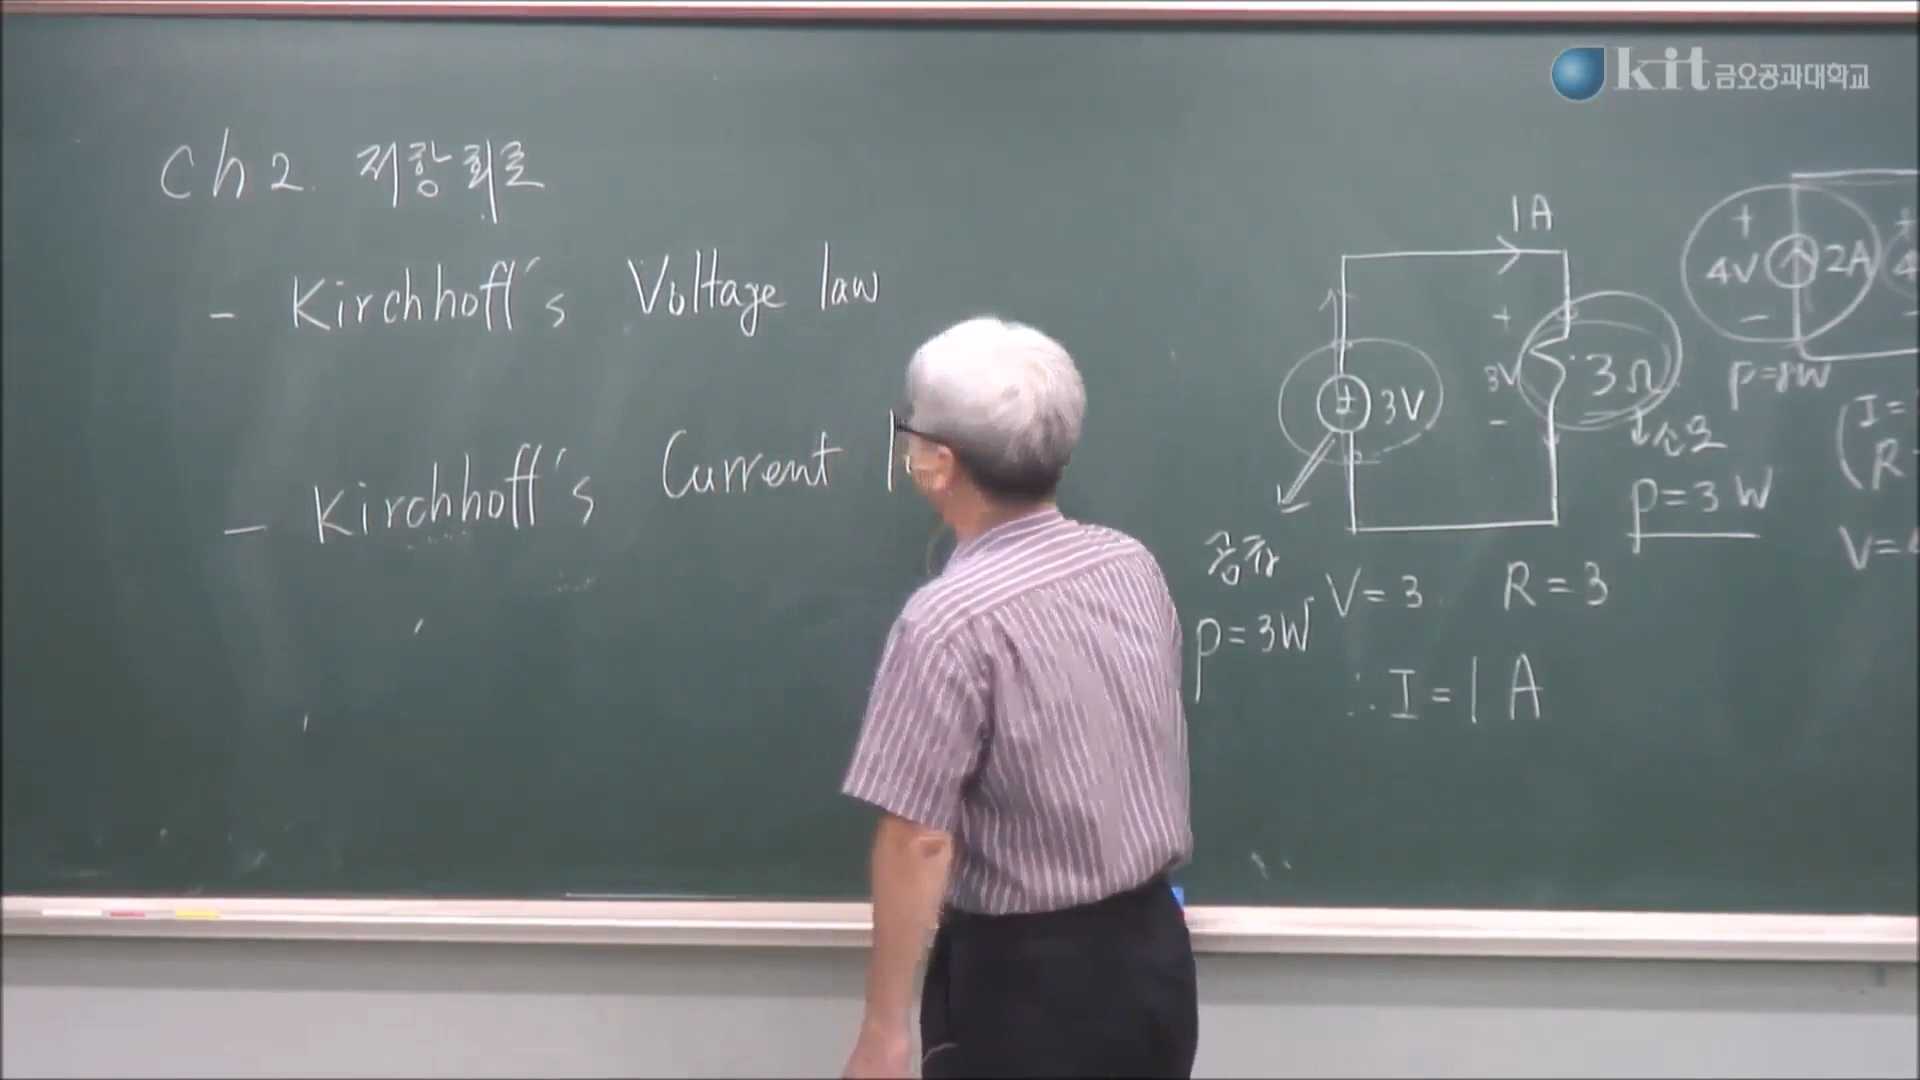 kit 금오공과대학교
Ch 2. 저항회로
- Kirchhoff's Voltage law
- Kirchhoff's Current l
1A
+
3V
-
3Ω
± 3V
소모
p=3W
공급
p=3W
V=3 R=3
∴ I=1 A
+
4V
-
2A
p=8W
I=
R
V=